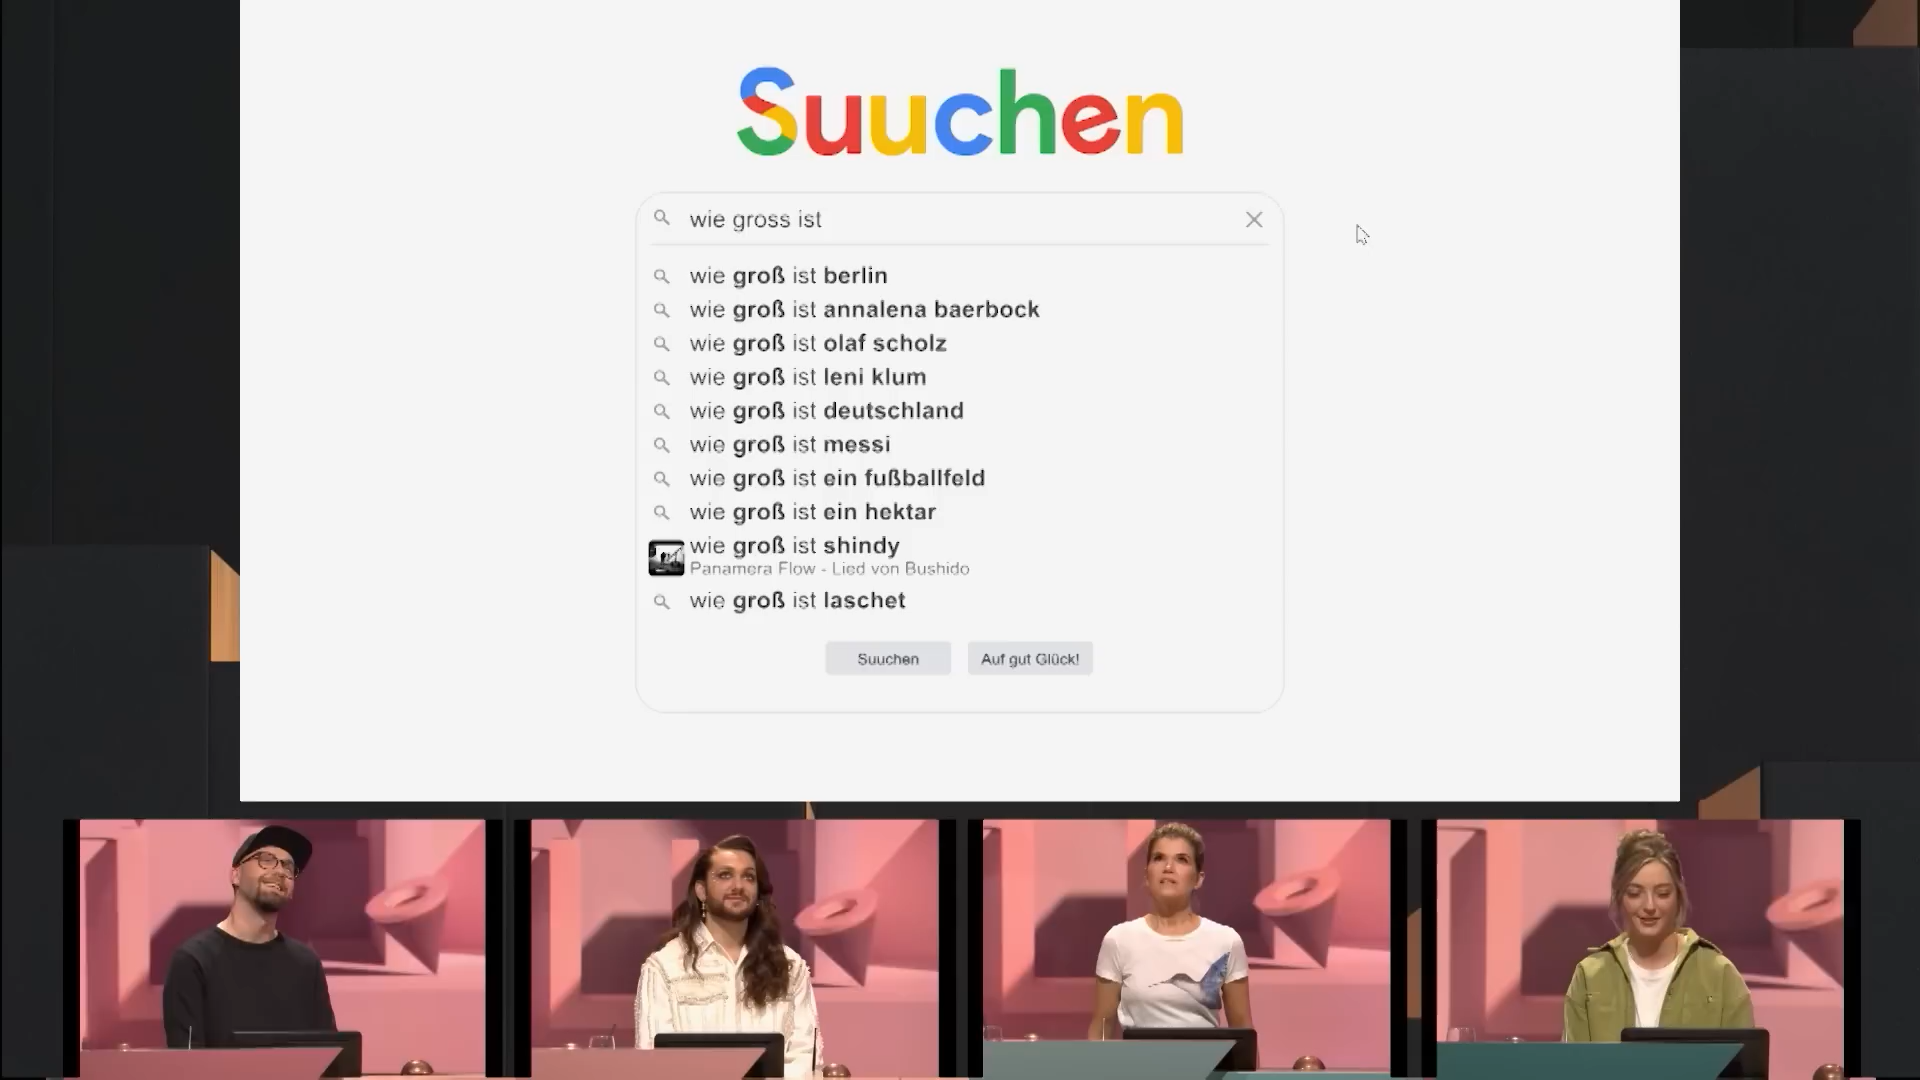 Suuchen
wie gross ist
wie groß ist berlin
wie groß ist annalena baerbock
wie groß ist olaf scholz
wie groß ist leni klum
wie groß ist deutschland
wie groß ist messi
wie groß ist ein fußballfeld
wie groß ist ein hektar
wie groß ist shindy
Panamera Flow - Lied von Bushido
wie groß ist laschet
Suuchen
Auf gut Glück!